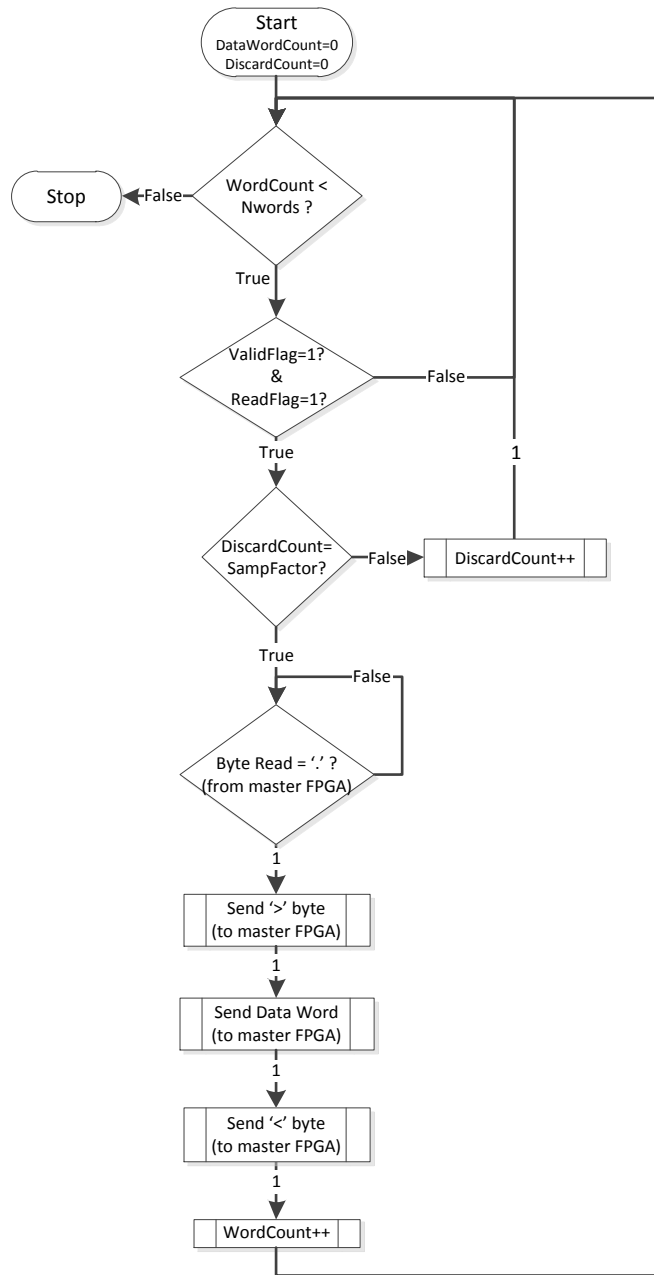 Start
DataWordCount=0
DiscardCount=0
WordCount <
Nwords ?
False
Stop
True
ValidFlag=1?
&
ReadFlag=1?
False
True
1
DiscardCount=
SampFactor?
False
DiscardCount++
True
False
Byte Read = ‘.’ ?
(from master FPGA)
1
Send ‘>’ byte
(to master FPGA)
1
Send Data Word
(to master FPGA)
1
Send ‘<’ byte
(to master FPGA)
1
WordCount++